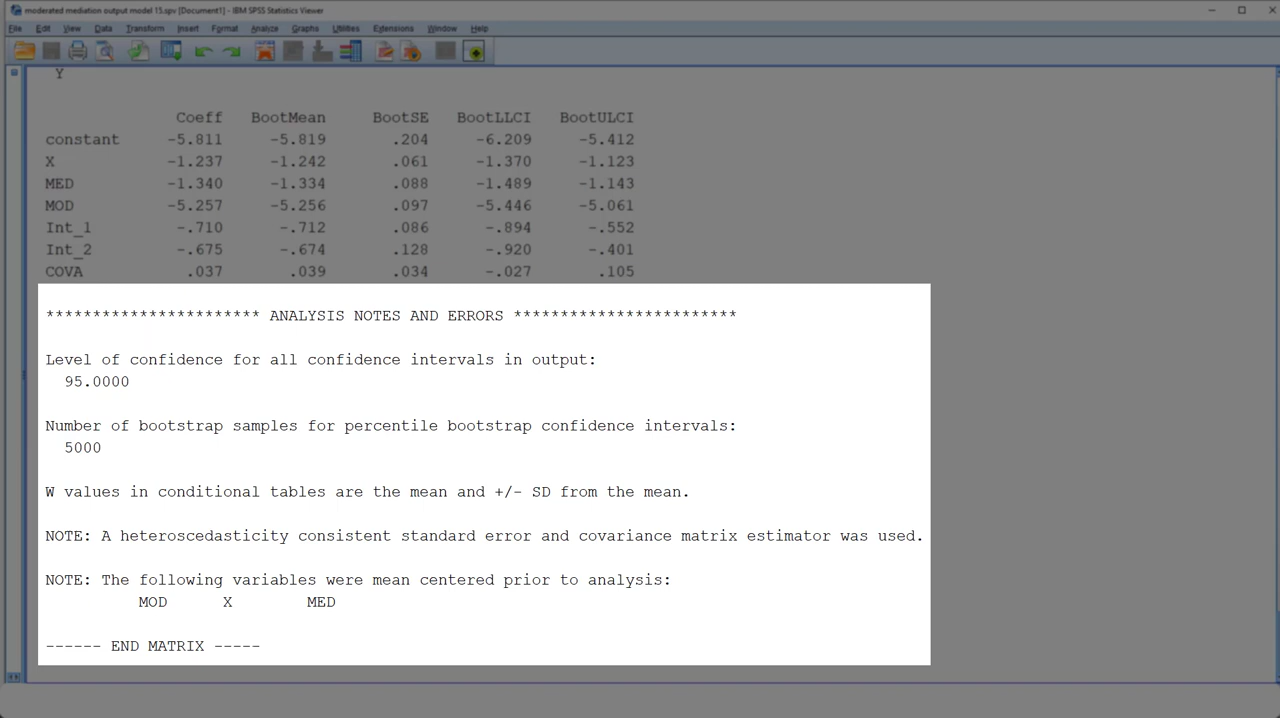 moderated mediation output model 15.spv [Document1] - IBM SPSS Statistics Viewer
File Edit View Data Transform Insert Format Analyze Graphs Utilities Extensions Window Help
Y
Coeff BootMean BootSE BootLLCI BootULCI
constant -5.811 -5.819 .204 -6.209 -5.412
X -1.237 -1.242 .061 -1.370 -1.123
MED -1.340 -1.334 .088 -1.489 -1.143
MOD -5.257 -5.256 .097 -5.446 -5.061
Int_1 -.710 -.712 .086 -.894 -.552
Int_2 -.675 -.674 .128 -.920 -.401
COVA .037 .039 .034 -.027 .105
*********************** ANALYSIS NOTES AND ERRORS ************************
Level of confidence for all confidence intervals in output:
95.0000
Number of bootstrap samples for percentile bootstrap confidence intervals:
5000
W values in conditional tables are the mean and +/- SD from the mean.
NOTE: A heteroscedasticity consistent standard error and covariance matrix estimator was used.
NOTE: The following variables were mean centered prior to analysis:
MOD X MED
------ END MATRIX -----